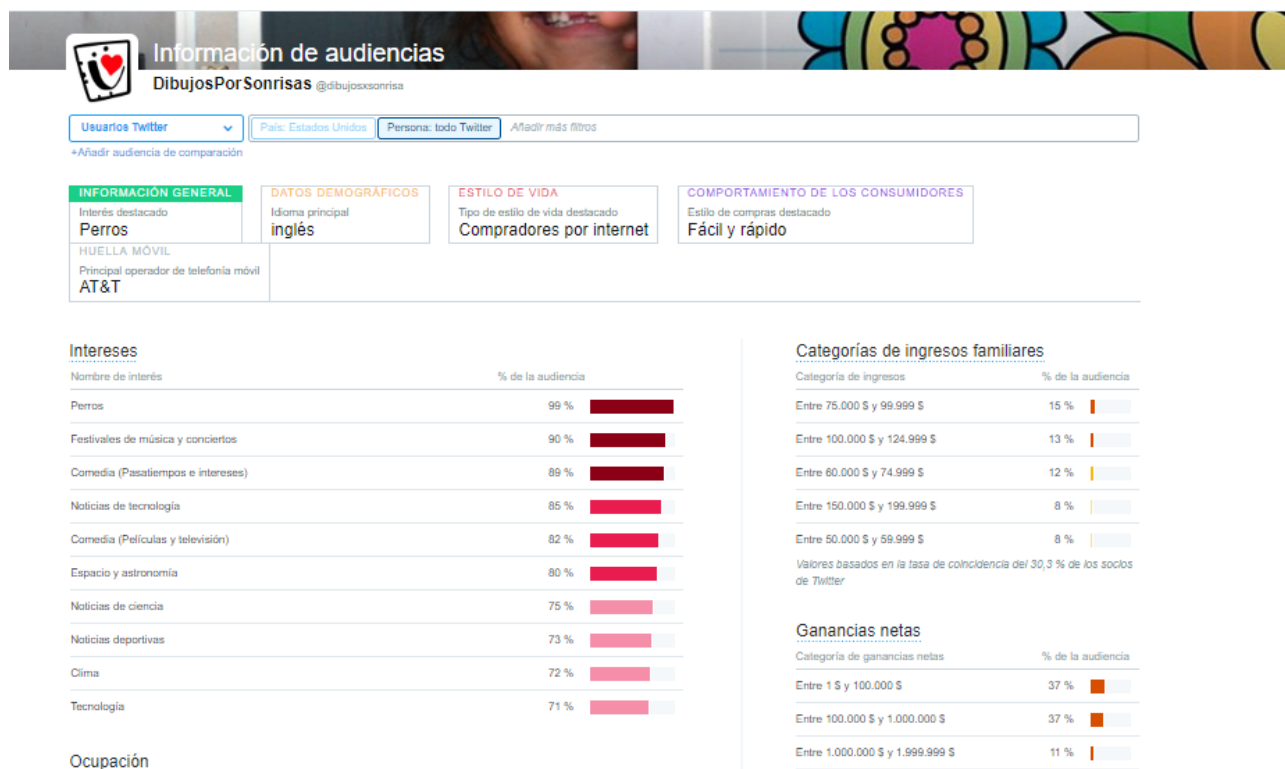 Información de audiencias
DibujosPorSonrisas @dibujosxsonrisa
Usuarios Twitter
País: Estados Unidos
Persona: todo Twitter
Añadir más filtros
+Añadir audiencia de comparación
INFORMACIÓN GENERAL
Interés destacado
Perros
DATOS DEMOGRÁFICOS
Idioma principal
inglés
ESTILO DE VIDA
Tipo de estilo de vida destacado
Compradores por internet
COMPORTAMIENTO DE LOS CONSUMIDORES
Estilo de compras destacado
Fácil y rápido
HUELLA MÓVIL
Principal operador de telefonía móvil
AT&T
Intereses
Nombre de interés % de la audiencia
Perros 99 %
Festivales de música y conciertos 90 %
Comedia (Pasatiempos e intereses) 89 %
Noticias de tecnología 85 %
Comedia (Películas y televisión) 82 %
Espacio y astronomía 80 %
Noticias de ciencia 75 %
Noticias deportivas 73 %
Clima 72 %
Tecnología 71 %
Ocupación
Categorías de ingresos familiares
Categoría de ingresos % de la audiencia
Entre 75.000 $ y 99.999 $ 15 %
Entre 100.000 $ y 124.999 $ 13 %
Entre 60.000 $ y 74.999 $ 12 %
Entre 150.000 $ y 199.999 $ 8 %
Entre 50.000 $ y 59.999 $ 8 %
Valores basados en la tasa de coincidencia del 30,3 % de los socios
de Twitter
Ganancias netas
Categoría de ganancias netas % de la audiencia
Entre 1 $ y 100.000 $ 37 %
Entre 100.000 $ y 1.000.000 $ 37 %
Entre 1.000.000 $ y 1.999.999 $ 11 %